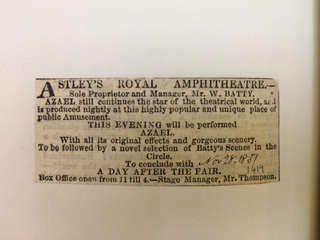 ASTLEY'S ROYAL AMPHITHEATRE.—
Sole Proprietor and Manager, Mr. W. BATTY.
AZAEL still continues the star of the theatrical world, and
is produced nightly at this highly popular and unique place of
public Amusement.
THIS EVENING will be performed
AZAEL.
With all its original effects and gorgeous scenery.
To be followed by a novel selection of Batty's Scenes in the
Circle.
To conclude with Nov 28. 1851
A DAY AFTER THE FAIR. 1419
Box Office open from 11 till 4.—Stage Manager, Mr. Thompson.